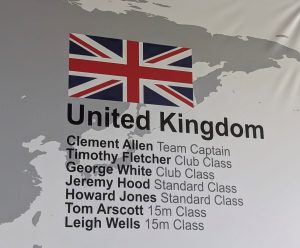 United Kingdom
Clement Allen Team Captain
Timothy Fletcher Club Class
George White Club Class
Jeremy Hood Standard Class
Howard Jones Standard Class
Tom Arscott 15m Class
Leigh Wells 15m Class